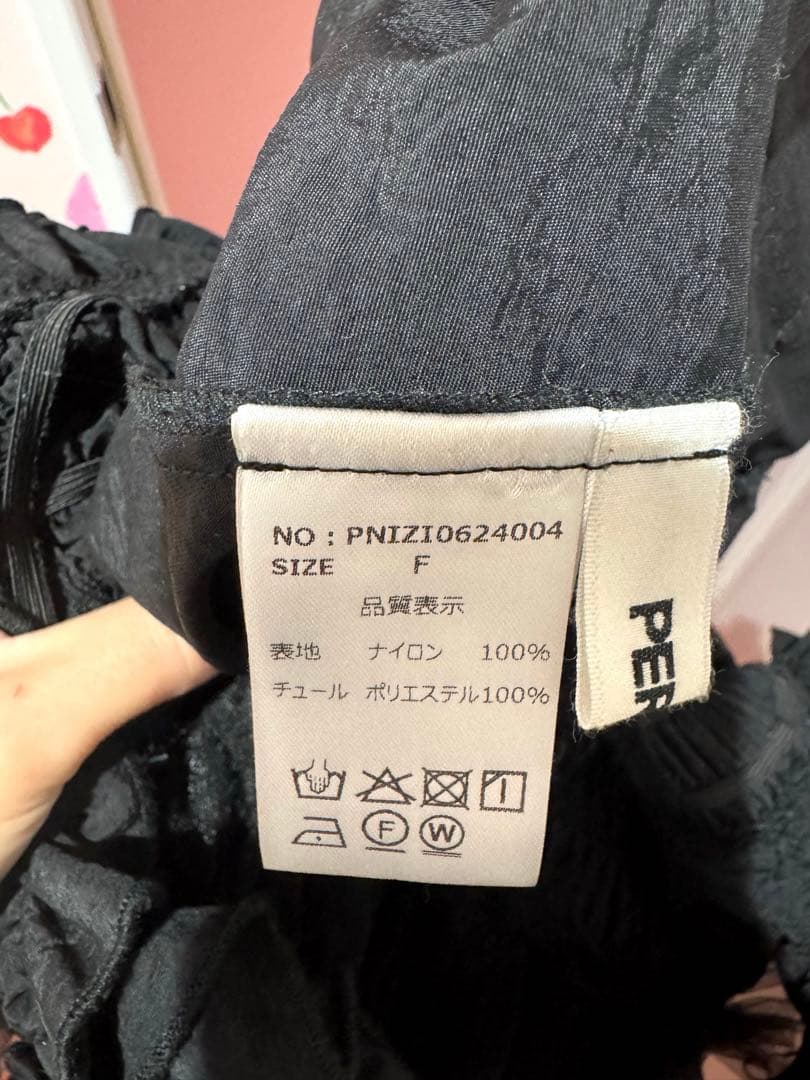 NO : PNIZI0624004
SIZE F
品質表示
表地 ナイロン 100%
チュール ポリエステル100%
F W